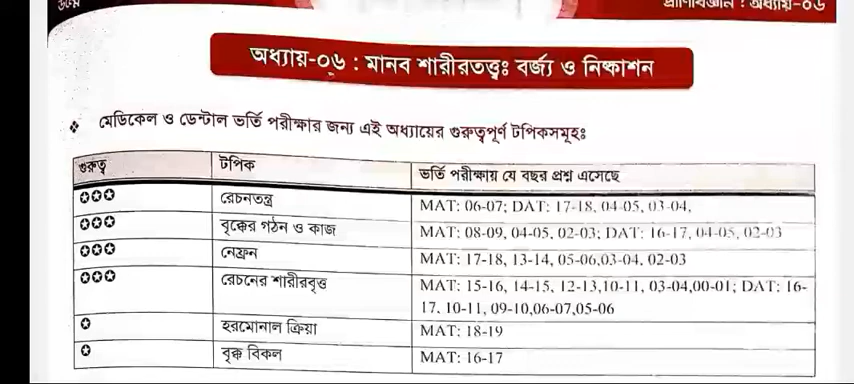 উন্মেষ
প্রাণিবিজ্ঞান : অধ্যায়-০৬
অধ্যায়-০৬ : মানব শারীরতত্ত্বঃ বর্জ্য ও নিষ্কাশন
❖ মেডিকেল ও ডেন্টাল ভর্তি পরীক্ষার জন্য এই অধ্যায়ের গুরুত্বপূর্ণ টপিকসমূহঃ
গুরুত্ব টপিক ভর্তি পরীক্ষায় যে বছর প্রশ্ন এসেছে
✪✪✪ রেচনতন্ত্র MAT: 06-07; DAT: 17-18, 04-05, 03-04,
✪✪✪ বৃক্কের গঠন ও কাজ MAT: 08-09, 04-05, 02-03; DAT: 16-17, 04-05, 02-03
✪✪✪ নেফ্রন MAT: 17-18, 13-14, 05-06,03-04, 02-03
✪✪✪ রেচনের শারীরবৃত্ত MAT: 15-16, 14-15, 12-13,10-11, 03-04,00-01; DAT: 16-
17, 10-11, 09-10,06-07,05-06
✪ হরমোনাল ক্রিয়া MAT: 18-19
✪ বৃক্ক বিকল MAT: 16-17